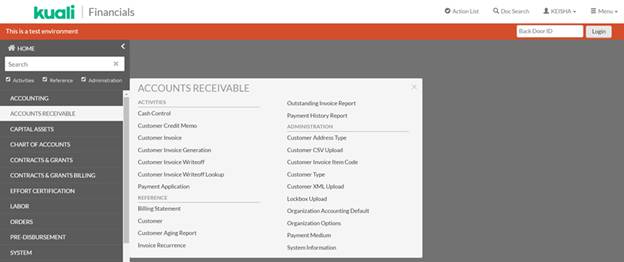 kuali Financials
Action List
Doc Search
KEISHA
Menu
This is a test environment
Back Door ID
Login
HOME
Search
Activities
Reference
Administration
ACCOUNTING
ACCOUNTS RECEIVABLE
CAPITAL ASSETS
CHART OF ACCOUNTS
CONTRACTS & GRANTS
CONTRACTS & GRANTS BILLING
EFFORT CERTIFICATION
LABOR
ORDERS
PRE-DISBURSEMENT
SYSTEM
ACCOUNTS RECEIVABLE
ACTIVITIES
Cash Control
Customer Credit Memo
Customer Invoice
Customer Invoice Generation
Customer Invoice Writeoff
Customer Invoice Writeoff Lookup
Payment Application
REFERENCE
Billing Statement
Customer
Customer Aging Report
Invoice Recurrence
Outstanding Invoice Report
Payment History Report
ADMINISTRATION
Customer Address Type
Customer CSV Upload
Customer Invoice Item Code
Customer Type
Customer XML Upload
Lockbox Upload
Organization Accounting Default
Organization Options
Payment Medium
System Information